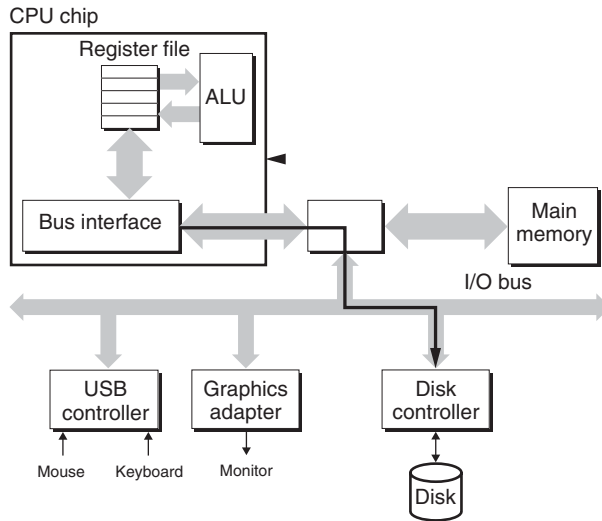 CPU chip
Register file
ALU
Bus interface
Main
memory
I/O bus
USB
controller
Graphics
adapter
Disk
controller
Mouse
Keyboard
Monitor
Disk